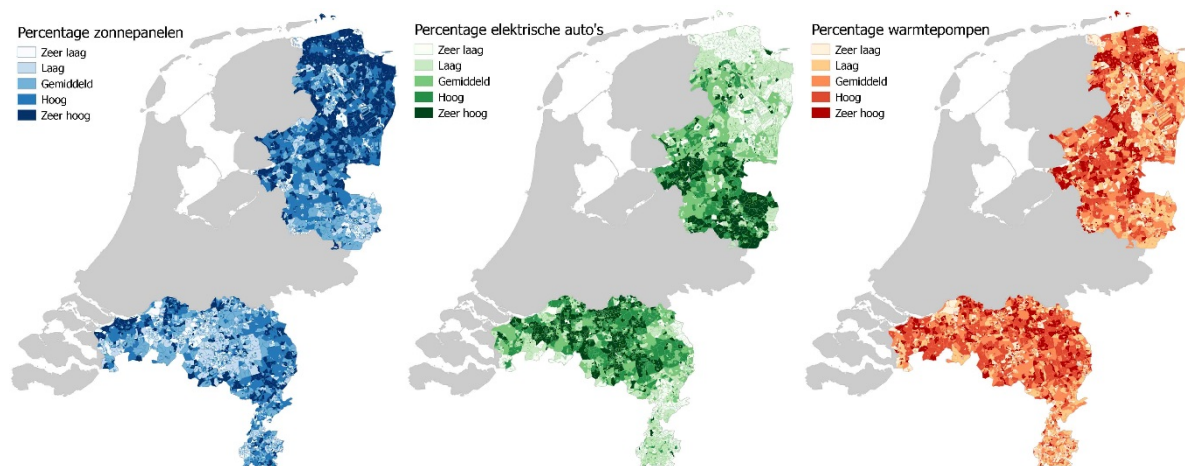 Percentage zonnepanelen
Zeer laag
Laag
Gemiddeld
Hoog
Zeer hoog
Percentage elektrische auto's
Zeer laag
Laag
Gemiddeld
Hoog
Zeer hoog
Percentage warmtepompen
Zeer laag
Laag
Gemiddeld
Hoog
Zeer hoog